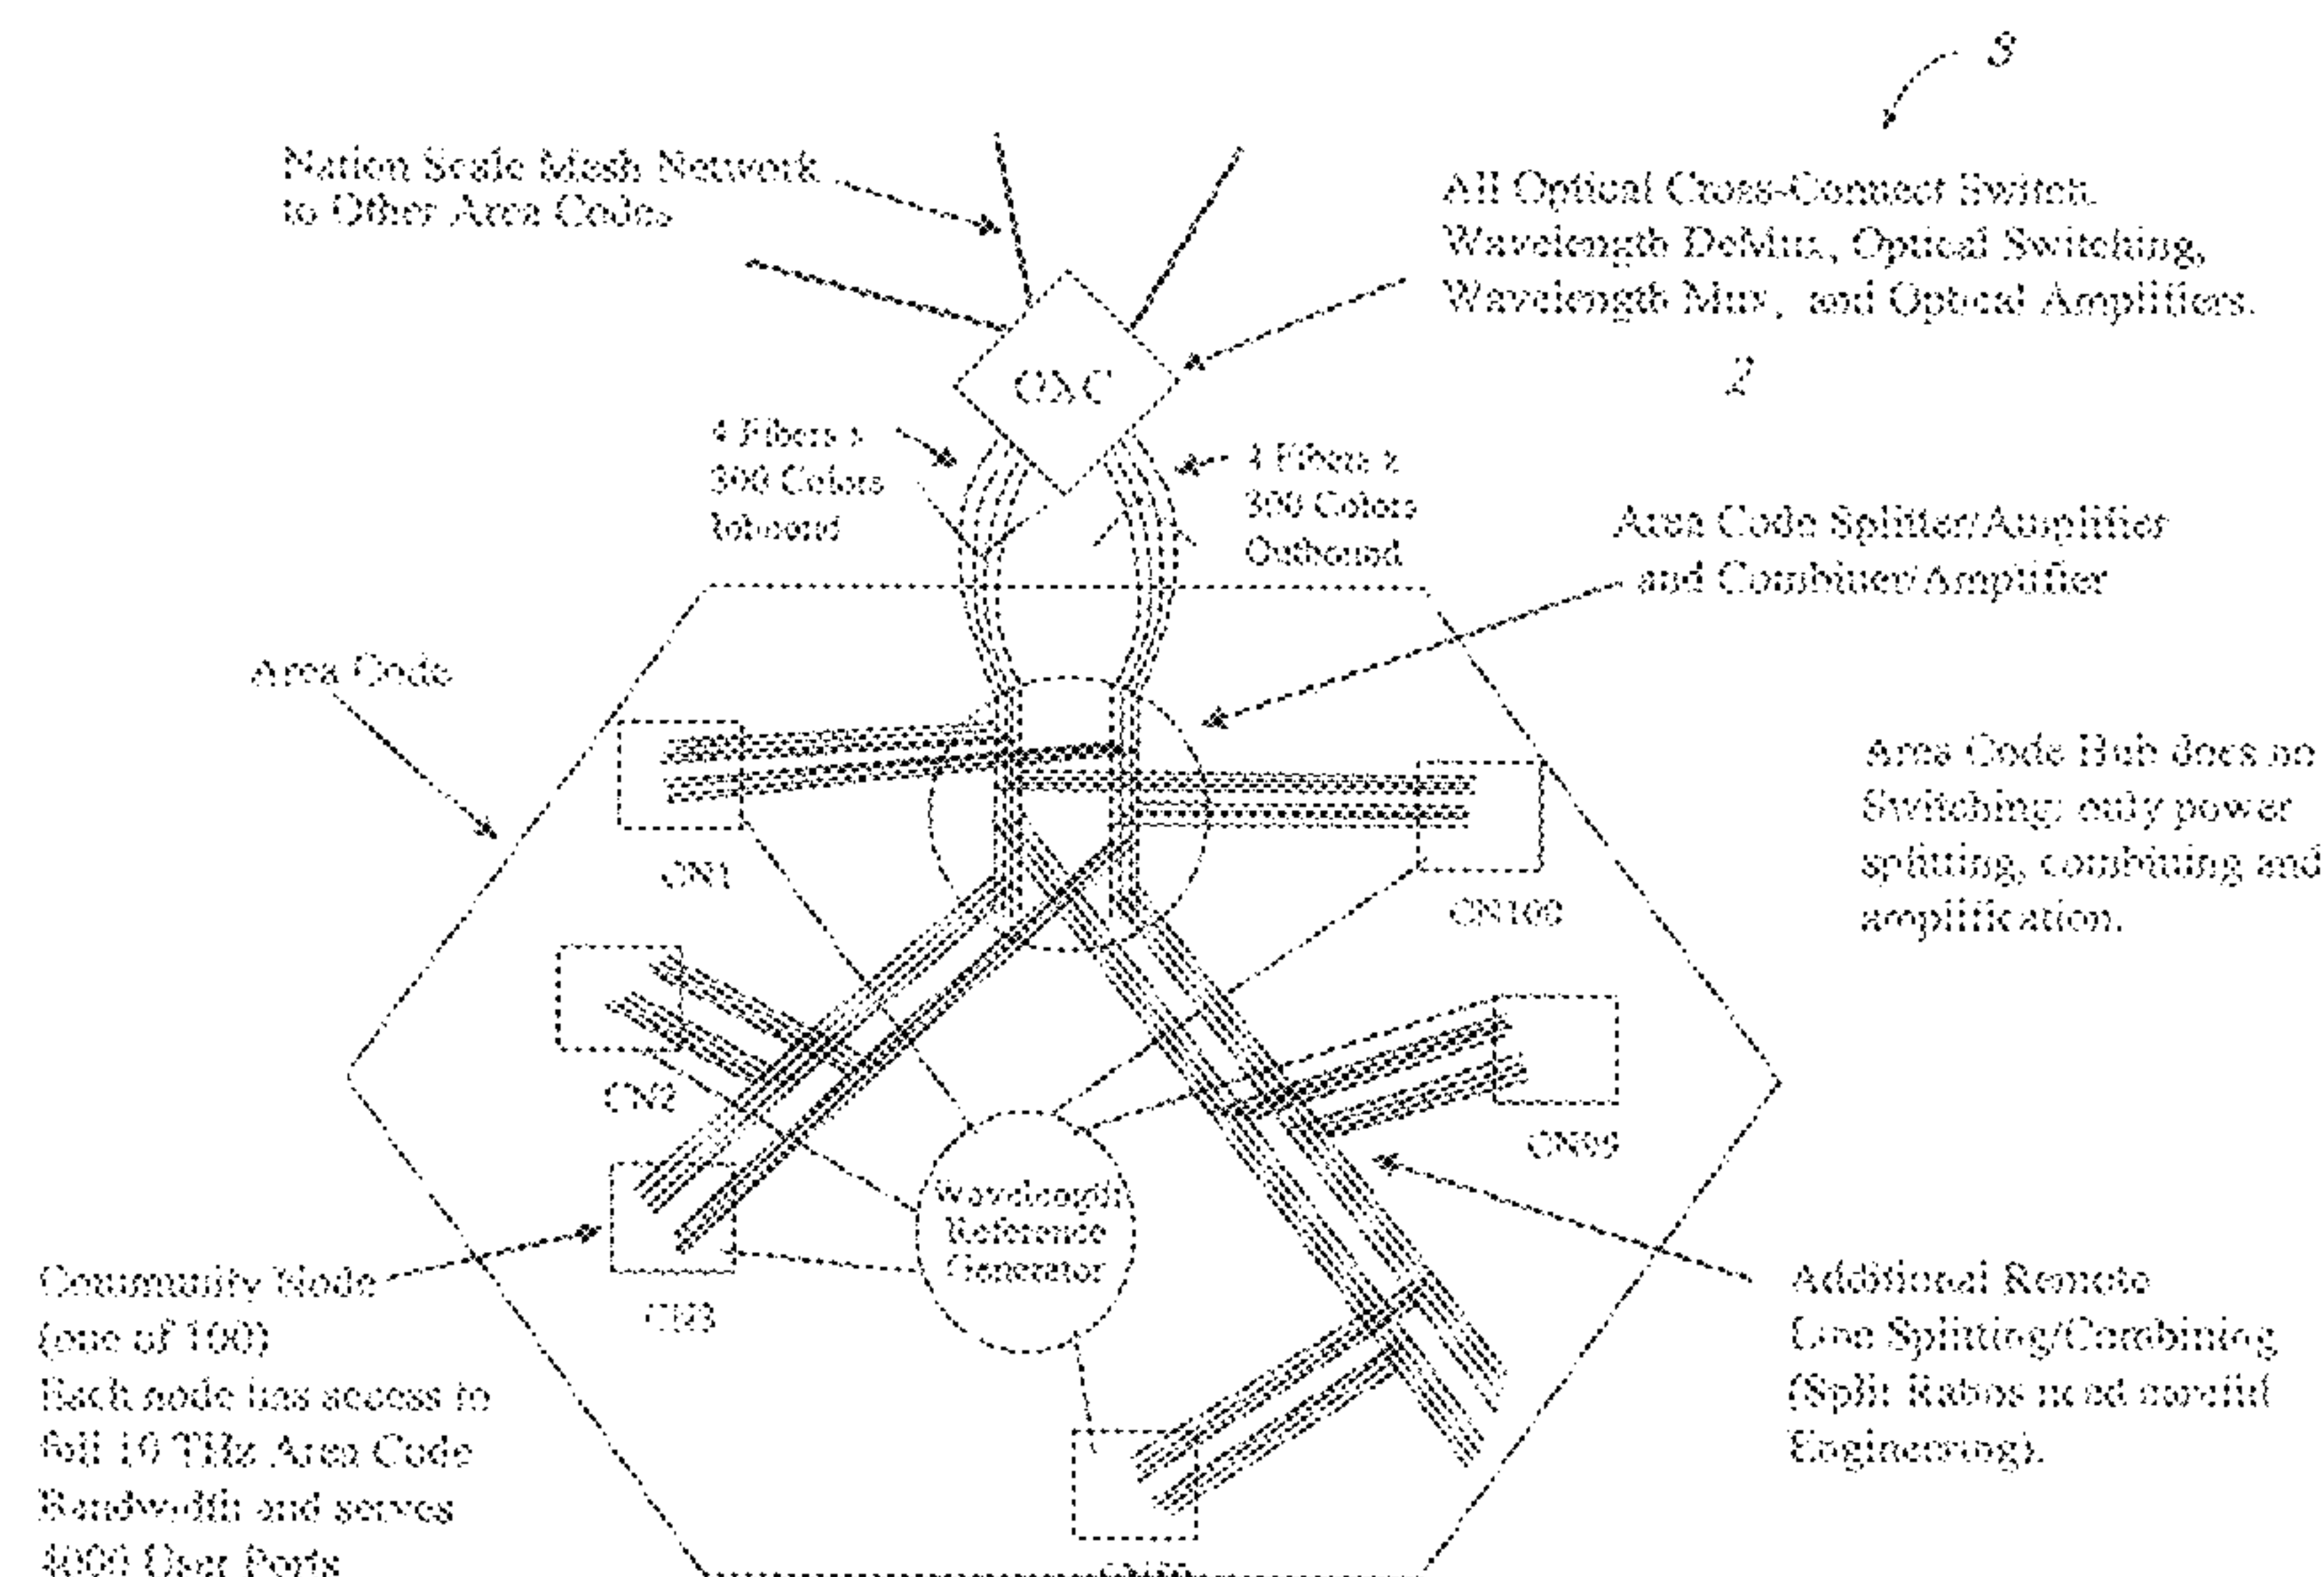 3
Nation Scale Mesh Network
to Other Area Codes
All Optical Cross-Connect Switch.
Wavelength DeMux, Optical Switching,
Wavelength Mux, and Optical Amplifiers.
2
OXC
4 Fibers x
300 Colors
Inbound
4 Fibers x
300 Colors
Outbound
Area Code Splitter/Amplifier
and Combiner/Amplifier
Area Code
Area Code Hub does no
Switching; only power
splitting, combining and
amplification.
CN1
CN100
CN2
CN99
CN3
Wavelength
Reference
Generator
Community Node
(one of 100)
Each node has access to
full 10 THz Area Code
Bandwidth and serves
4000 User Ports
Additional Remote
Line Splitting/Combining
(Split Ratios need careful
Engineering).